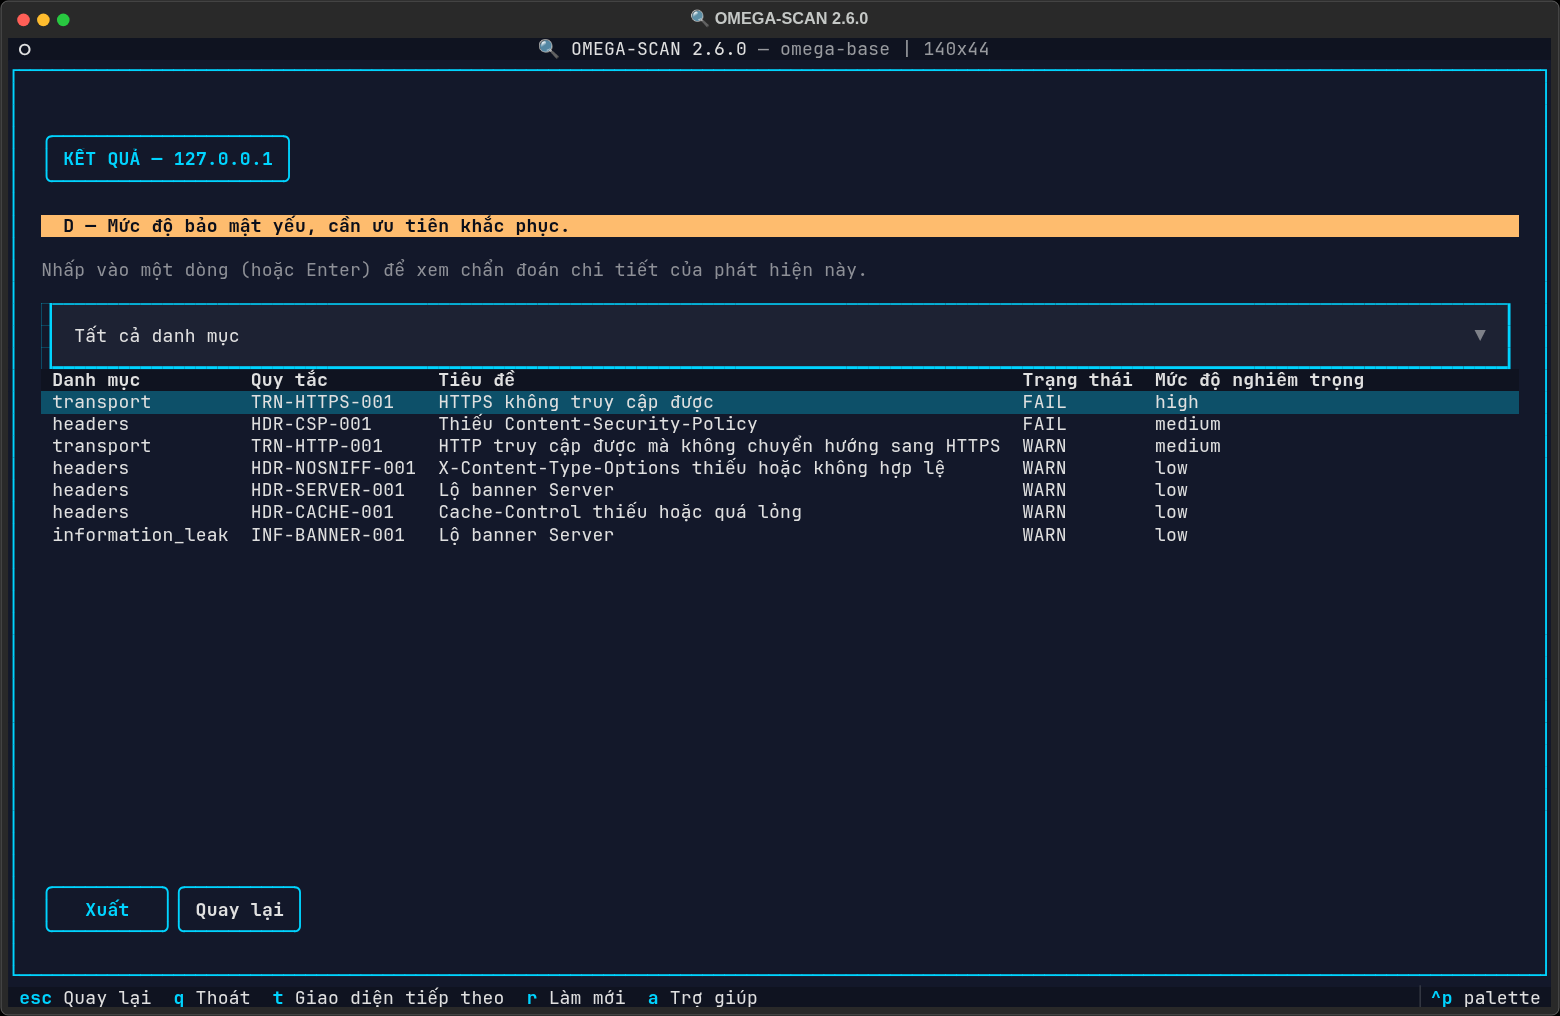 🔍 OMEGA-SCAN 2.6.0
🔍 OMEGA-SCAN 2.6.0 — omega-base | 140x44
KẾT QUẢ — 127.0.0.1
D — Mức độ bảo mật yếu, cần ưu tiên khắc phục.
Nhấp vào một dòng (hoặc Enter) để xem chẩn đoán chi tiết của phát hiện này.
Tất cả danh mục ▼
Danh mục Quy tắc Tiêu đề Trạng thái Mức độ nghiêm trọng
transport TRN-HTTPS-001 HTTPS không truy cập được FAIL high
headers HDR-CSP-001 Thiếu Content-Security-Policy FAIL medium
transport TRN-HTTP-001 HTTP truy cập được mà không chuyển hướng sang HTTPS WARN medium
headers HDR-NOSNIFF-001 X-Content-Type-Options thiếu hoặc không hợp lệ WARN low
headers HDR-SERVER-001 Lộ banner Server WARN low
headers HDR-CACHE-001 Cache-Control thiếu hoặc quá lỏng WARN low
information_leak INF-BANNER-001 Lộ banner Server WARN low
Xuất Quay lại
esc Quay lại q Thoát t Giao diện tiếp theo r Làm mới a Trợ giúp ^p palette